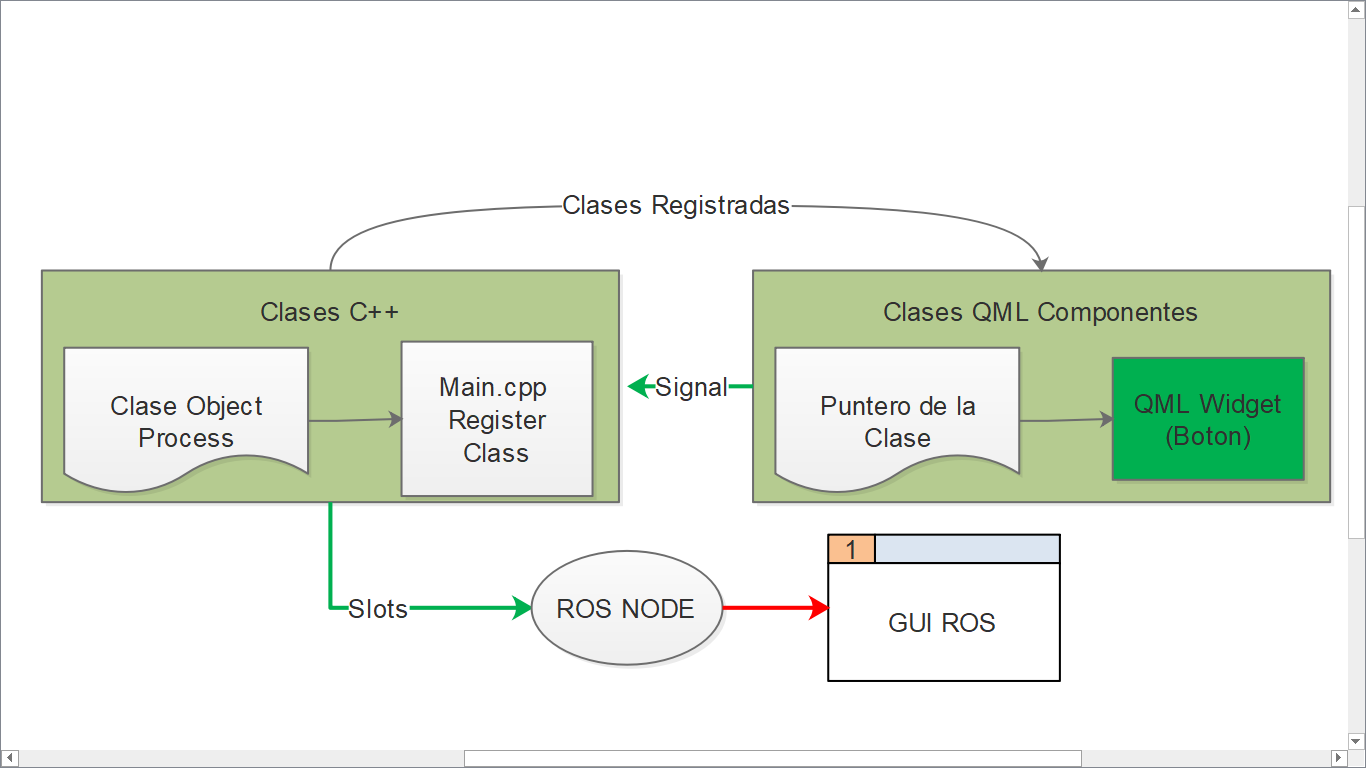 Clases Registradas
Clases C++
Clase Object
Process
Main.cpp
Register
Class
Signal
Clases QML Componentes
Puntero de la
Clase
QML Widget
(Boton)
Slots
ROS NODE
1
GUI ROS